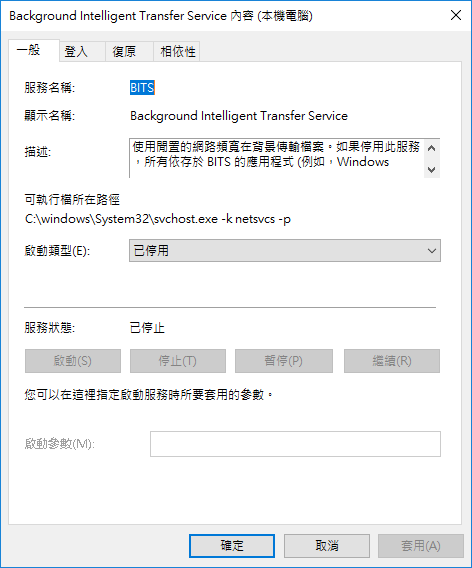 Background Intelligent Transfer Service 內容 (本機電腦)
一般 登入 復原 相依性
服務名稱: BITS
顯示名稱: Background Intelligent Transfer Service
描述: 使用閒置的網路頻寬在背景傳輸檔案。如果停用此服務
，所有依存於 BITS 的應用程式 (例如，Windows
可執行檔所在路徑
C:\windows\System32\svchost.exe -k netsvcs -p
啟動類型(E): 已停用
服務狀態: 已停止
啟動(S) 停止(T) 暫停(P) 繼續(R)
您可以在這裡指定啟動服務時所要套用的參數。
啟動參數(M):
確定 取消 套用(A)